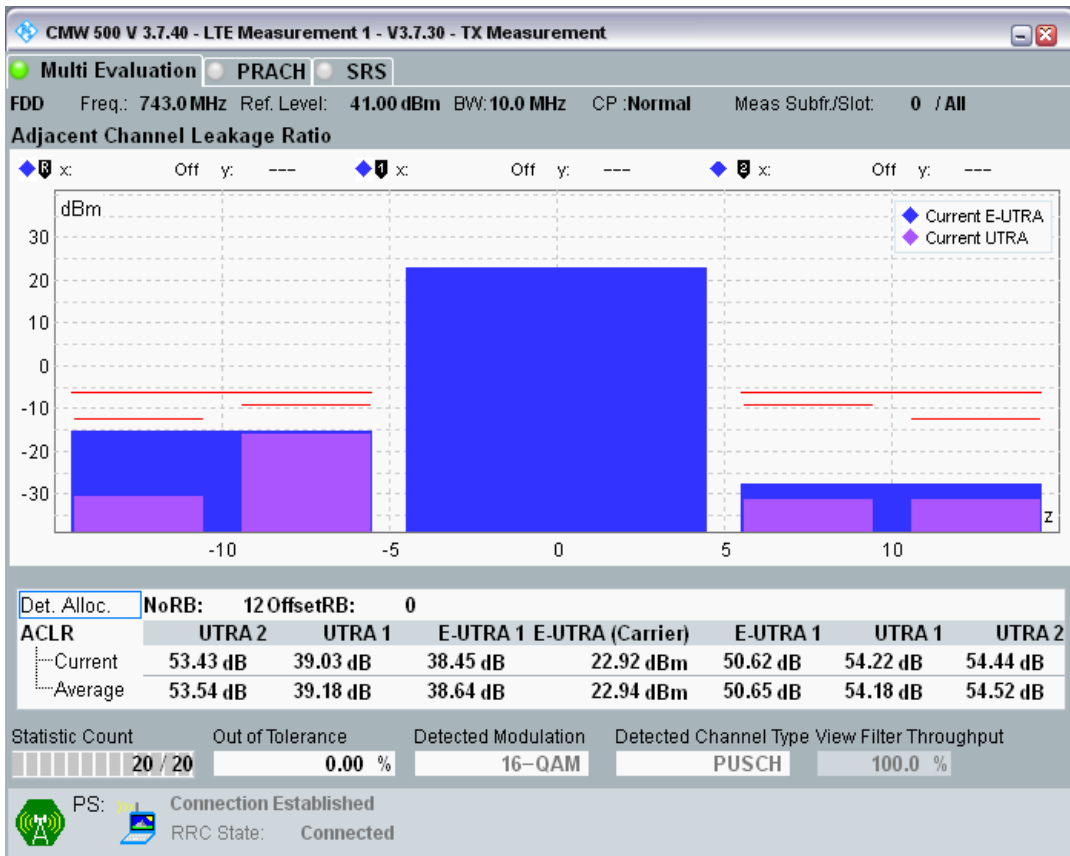 CMW 500 V 3.7.40 - LTE Measurement 1 - V3.7.30 - TX Measurement
Multi Evaluation PRACH SRS
FDD Freq.: 743.0 MHz Ref. Level: 41.00 dBm BW: 10.0 MHz CP :Normal Meas Subfr./Slot: 0 / All
Adjacent Channel Leakage Ratio
R x: Off y: --- 1 x: Off y: --- 2 x: Off y: ---
dBm
Current E-UTRA
Current UTRA
30
20
10
0
-10
-20
-30
z
-10 -5 0 5 10
Det. Alloc. NoRB: 12 OffsetRB: 0
ACLR UTRA 2 UTRA 1 E-UTRA 1 E-UTRA (Carrier) E-UTRA 1 UTRA 1 UTRA 2
Current 53.43 dB 39.03 dB 38.45 dB 22.92 dBm 50.62 dB 54.22 dB 54.44 dB
Average 53.54 dB 39.18 dB 38.64 dB 22.94 dBm 50.65 dB 54.18 dB 54.52 dB
Statistic Count Out of Tolerance Detected Modulation Detected Channel Type View Filter Throughput
20 / 20 0.00 % 16-QAM PUSCH 100.0 %
PS: Connection Established
RRC State: Connected